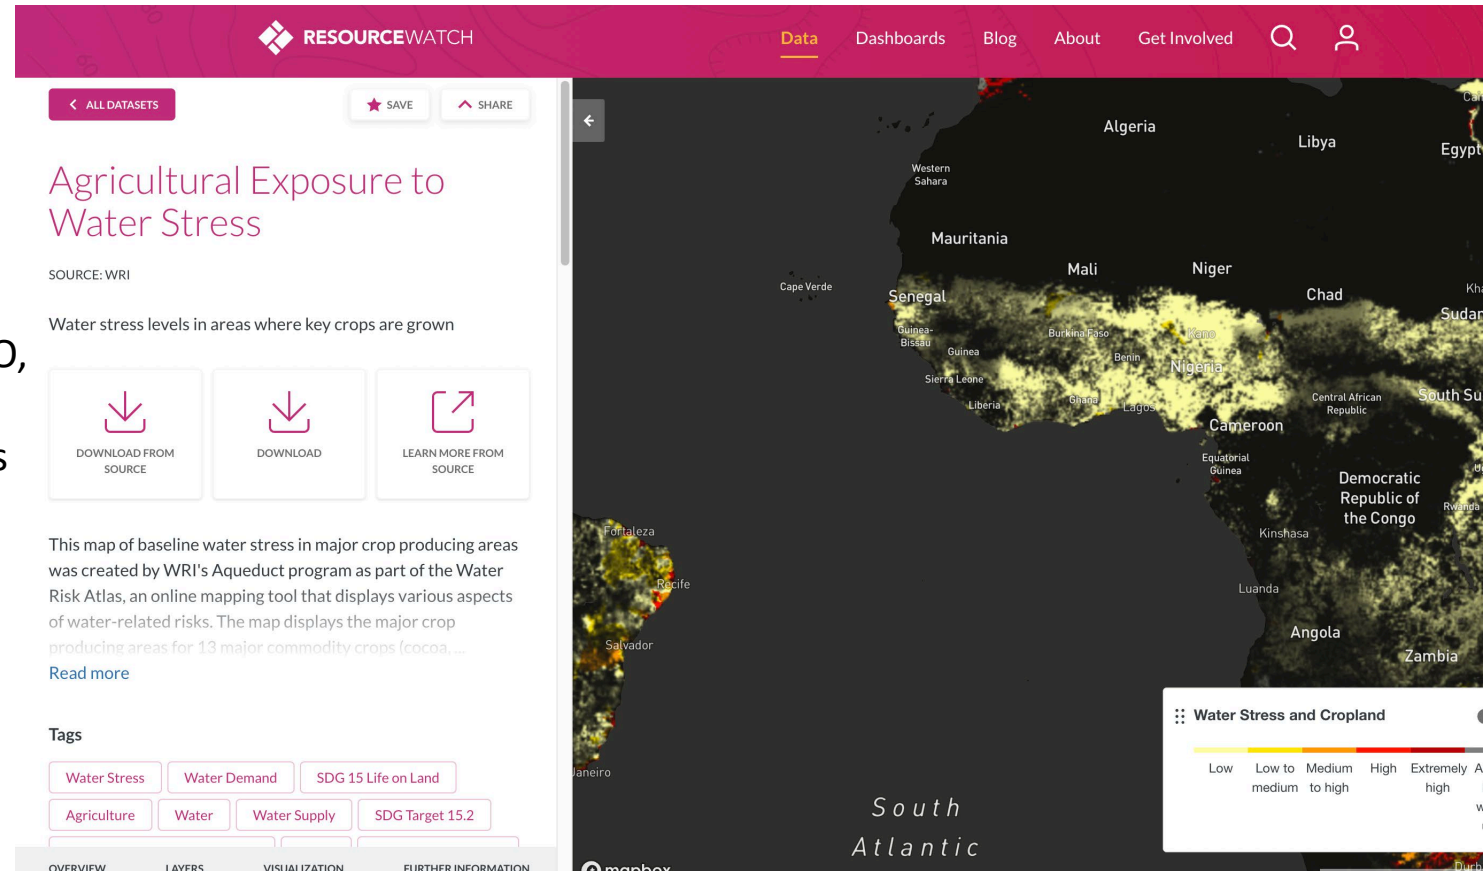 RESOURCEWATCH
Data Dashboards Blog About Get Involved
ALL DATASETS
SAVE
SHARE
Agricultural Exposure to
Water Stress
SOURCE: WRI
Water stress levels in areas where key crops are grown
DOWNLOAD FROM
SOURCE
DOWNLOAD
LEARN MORE FROM
SOURCE
This map of baseline water stress in major crop producing areas
was created by WRI's Aqueduct program as part of the Water
Risk Atlas, an online mapping tool that displays various aspects
of water-related risks. The map displays the major crop
producing areas for 13 major commodity crops (cocoa, ...
Read more
Tags
Water Stress
Water Demand
SDG 15 Life on Land
Agriculture
Water
Water Supply
SDG Target 15.2
OVERVIEW LAYERS VISUALIZATION FURTHER INFORMATION
Algeria
Libya
Egypt
Western
Sahara
Mauritania
Mali
Niger
Chad
Cape Verde
Senegal
Sudan
Guinea-
Bissau
Guinea
Burkina Faso
Kano
Benin
Nigeria
Sierra Leone
Liberia
Ghana
Lagos
Central African
Republic
South Su
Cameroon
Equatorial
Guinea
Democratic
Republic of
the Congo
Rwanda
Kinshasa
Fortaleza
Recife
Luanda
Salvador
Angola
Zambia
Janeiro
South
Atlantic
mapbox
Water Stress and Cropland
Low
Low to
medium
Medium
to high
High
Extremely
high